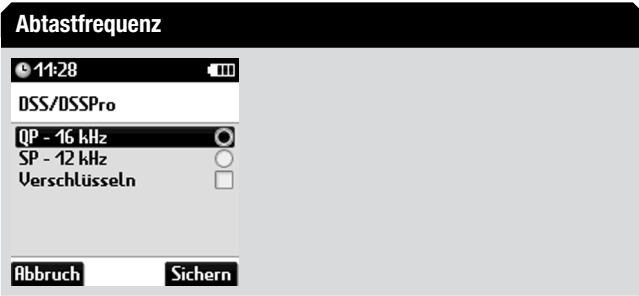 Abtastfrequenz
11:28
DSS/DSSPro
QP - 16 kHz
SP - 12 kHz
Verschlüsseln
Abbruch Sichern